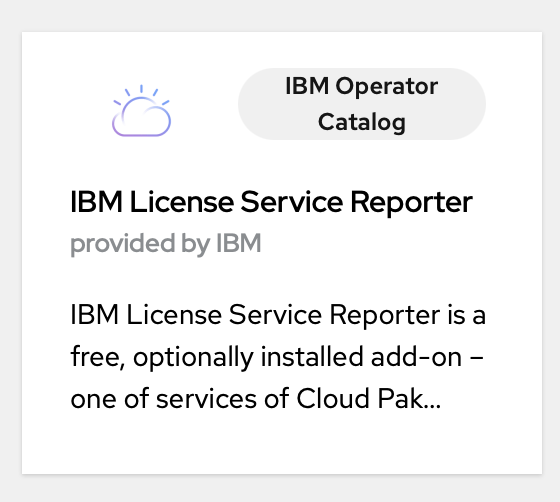 IBM Operator
Catalog
IBM License Service Reporter
provided by IBM
IBM License Service Reporter is a
free, optionally installed add-on –
one of services of Cloud Pak...